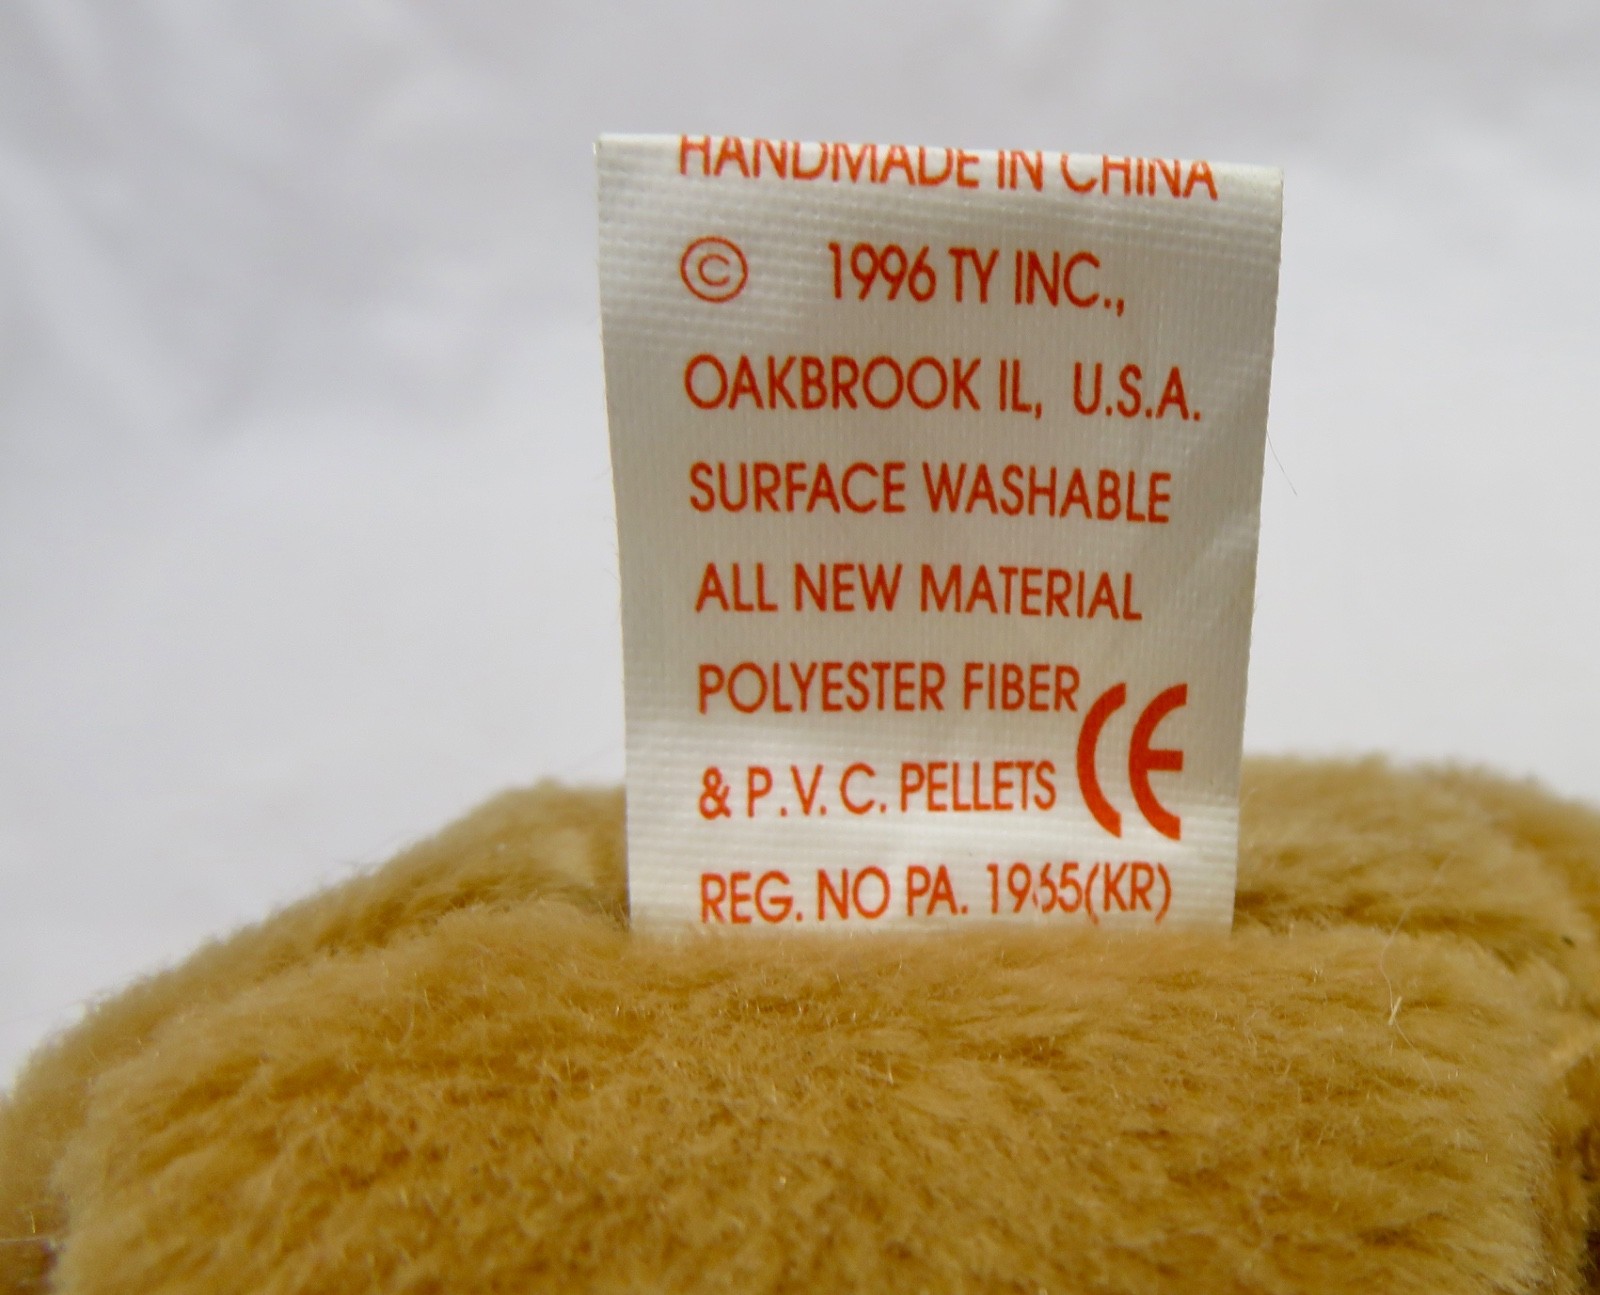 HANDMADE IN CHINA
© 1996 TY INC.,
OAKBROOK IL, U.S.A.
SURFACE WASHABLE
ALL NEW MATERIAL
POLYESTER FIBER
& P.V.C. PELLETS CE
REG. NO PA. 1965(KR)